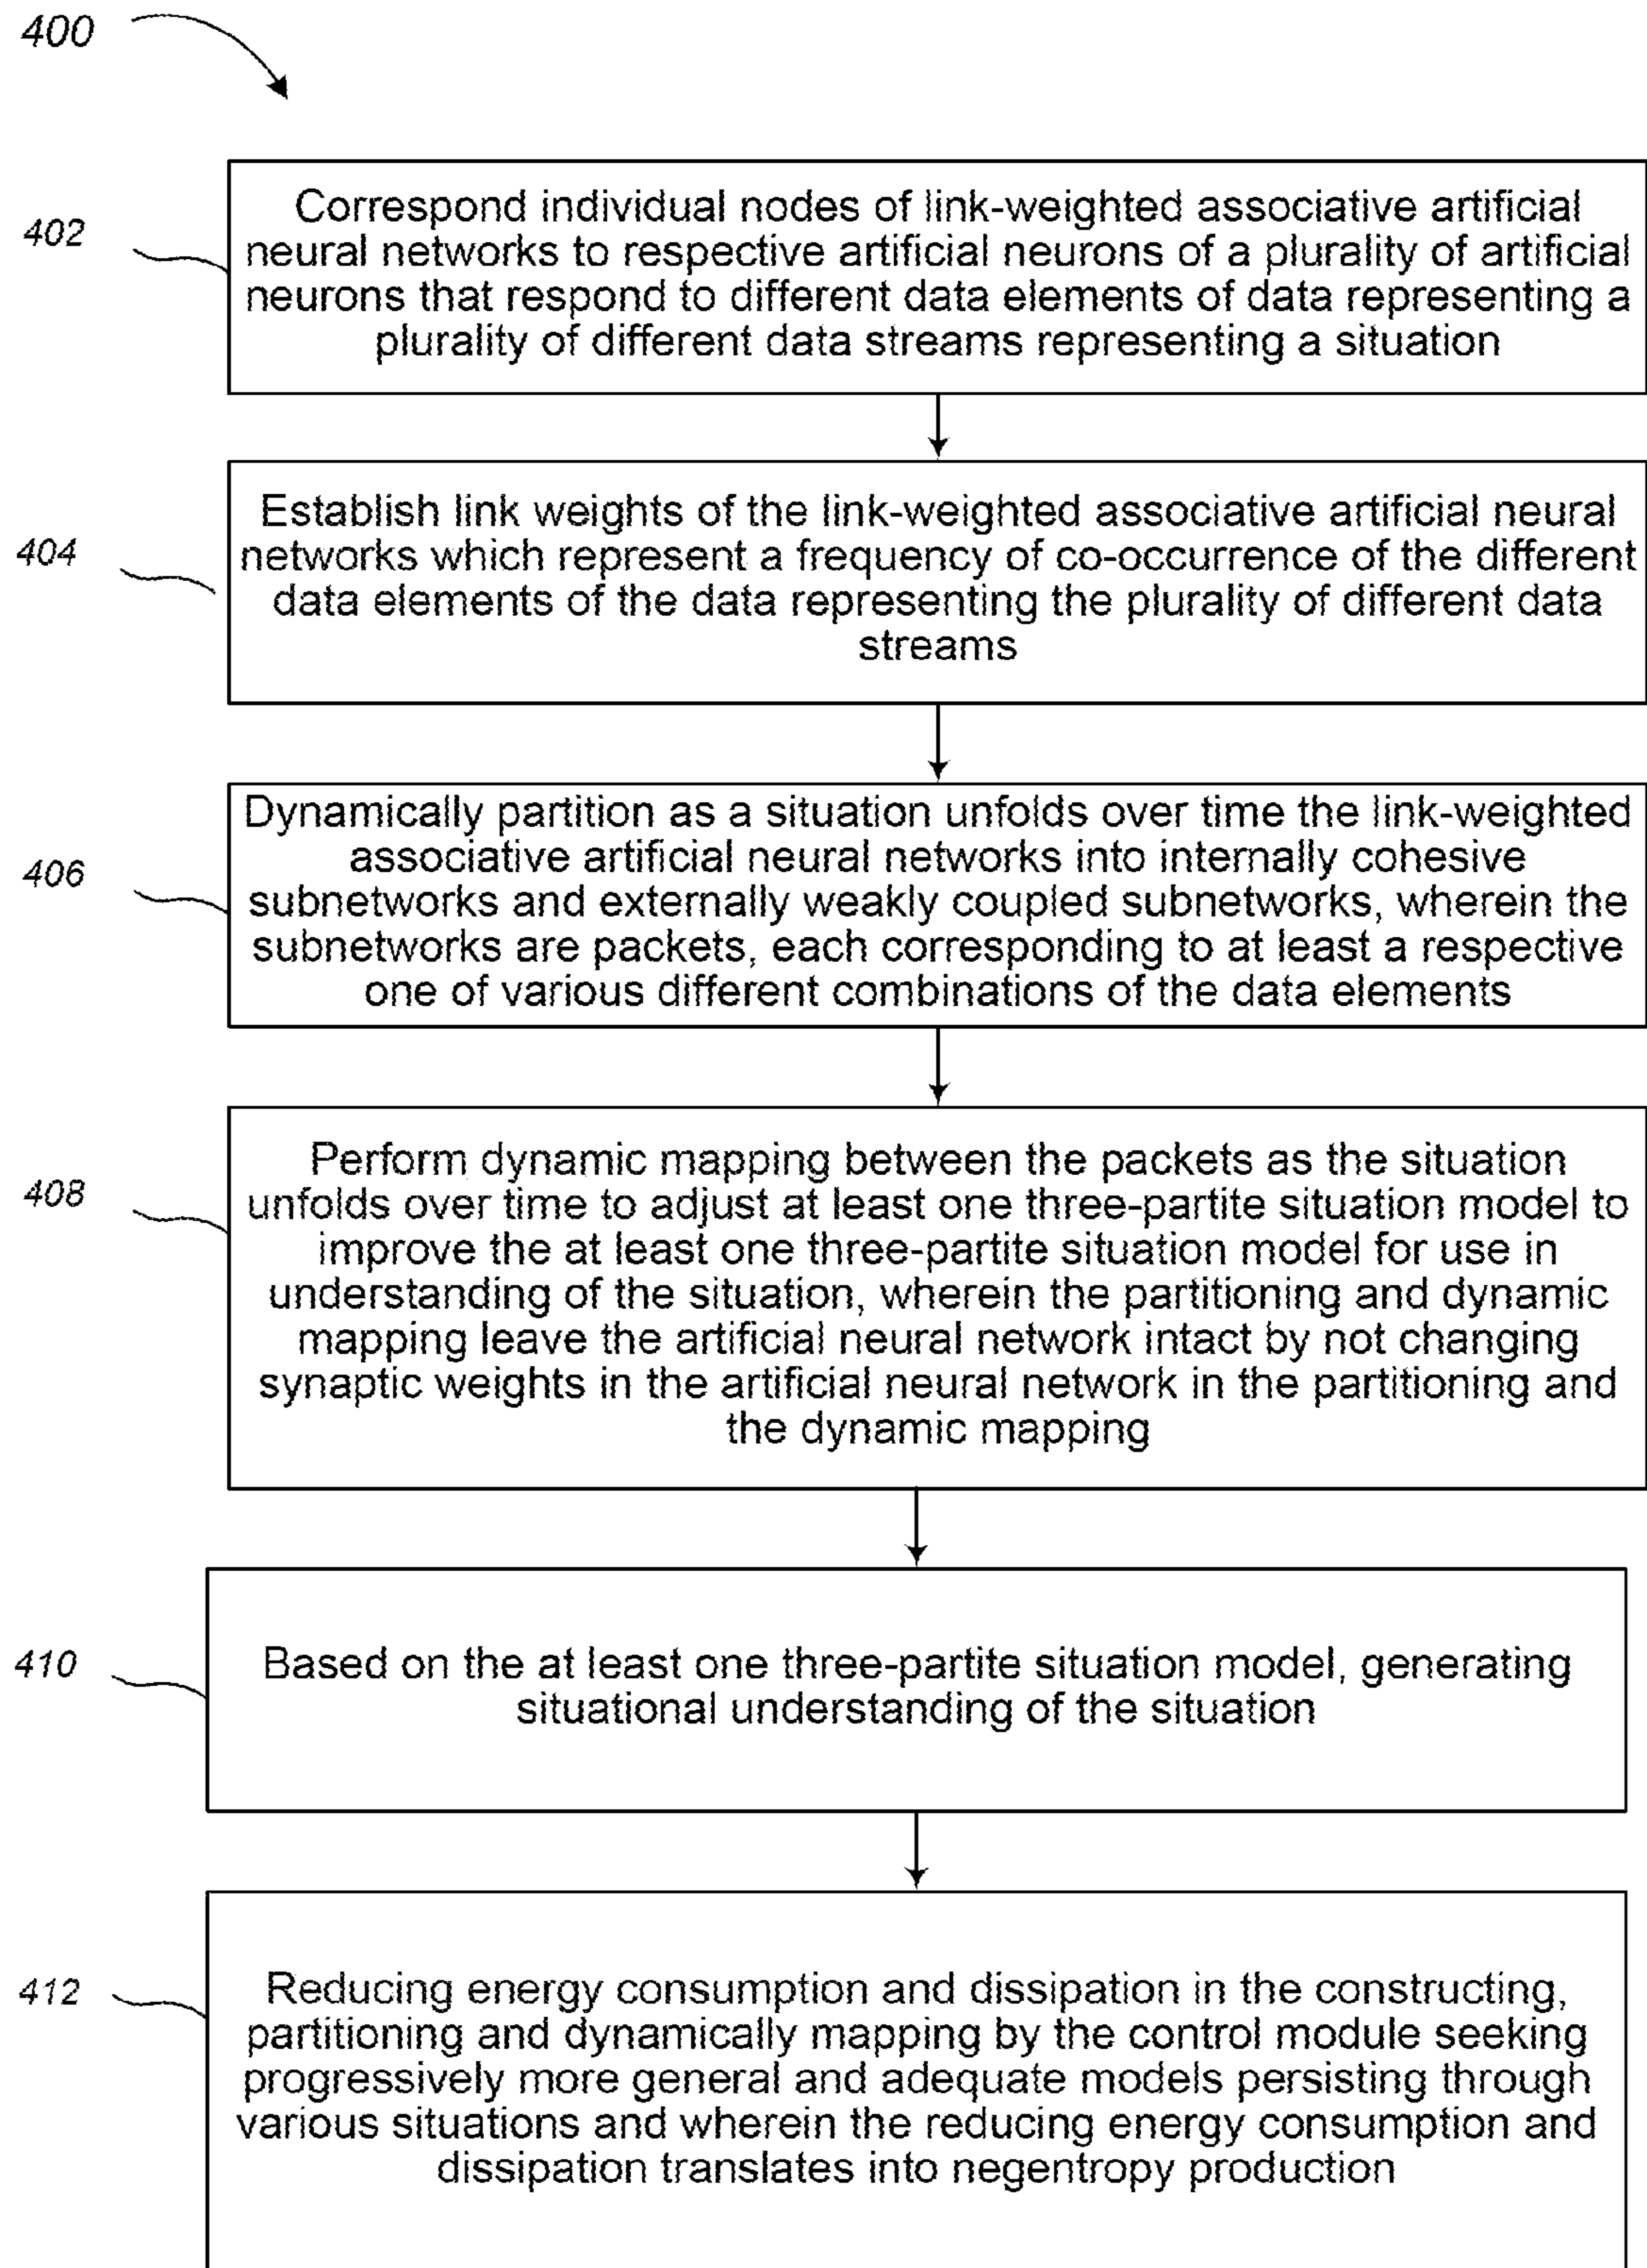 400
402
Correspond individual nodes of link-weighted associative artificial
neural networks to respective artificial neurons of a plurality of artificial
neurons that respond to different data elements of data representing a
plurality of different data streams representing a situation
404
Establish link weights of the link-weighted associative artificial neural
networks which represent a frequency of co-occurrence of the different
data elements of the data representing the plurality of different data
streams
406
Dynamically partition as a situation unfolds over time the link-weighted
associative artificial neural networks into internally cohesive
subnetworks and externally weakly coupled subnetworks, wherein the
subnetworks are packets, each corresponding to at least a respective
one of various different combinations of the data elements
408
Perform dynamic mapping between the packets as the situation
unfolds over time to adjust at least one three-partite situation model to
improve the at least one three-partite situation model for use in
understanding of the situation, wherein the partitioning and dynamic
mapping leave the artificial neural network intact by not changing
synaptic weights in the artificial neural network in the partitioning and
the dynamic mapping
410
Based on the at least one three-partite situation model, generating
situational understanding of the situation
412
Reducing energy consumption and dissipation in the constructing,
partitioning and dynamically mapping by the control module seeking
progressively more general and adequate models persisting through
various situations and wherein the reducing energy consumption and
dissipation translates into negentropy production